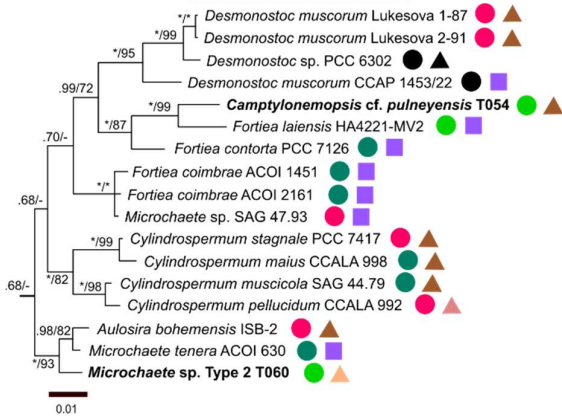 Desmonostoc muscorum Lukesova 1-87
*/*
*/99
Desmonostoc muscorum Lukesova 2-91
*/95
Desmonostoc sp. PCC 6302
Desmonostoc muscorum CCAP 1453/22
.99/72
*/99
Camptylonemopsis cf. pulneyensis T054
Fortiea laiensis HA4221-MV2
*/87
.70/-
Fortiea contorta PCC 7126
Fortiea coimbrae ACOI 1451
*/*
Fortiea coimbrae ACOI 2161
.68/-
Microchaete sp. SAG 47.93
Cylindrospermum stagnale PCC 7417
*/99
Cylindrospermum maius CCALA 998
*/82
Cylindrospermum muscicola SAG 44.79
.68/-
*/98
Cylindrospermum pellucidum CCALA 992
Aulosira bohemensis ISB-2
.98/82
Microchaete tenera ACOI 630
*/93
Microchaete sp. Type 2 T060
0.01